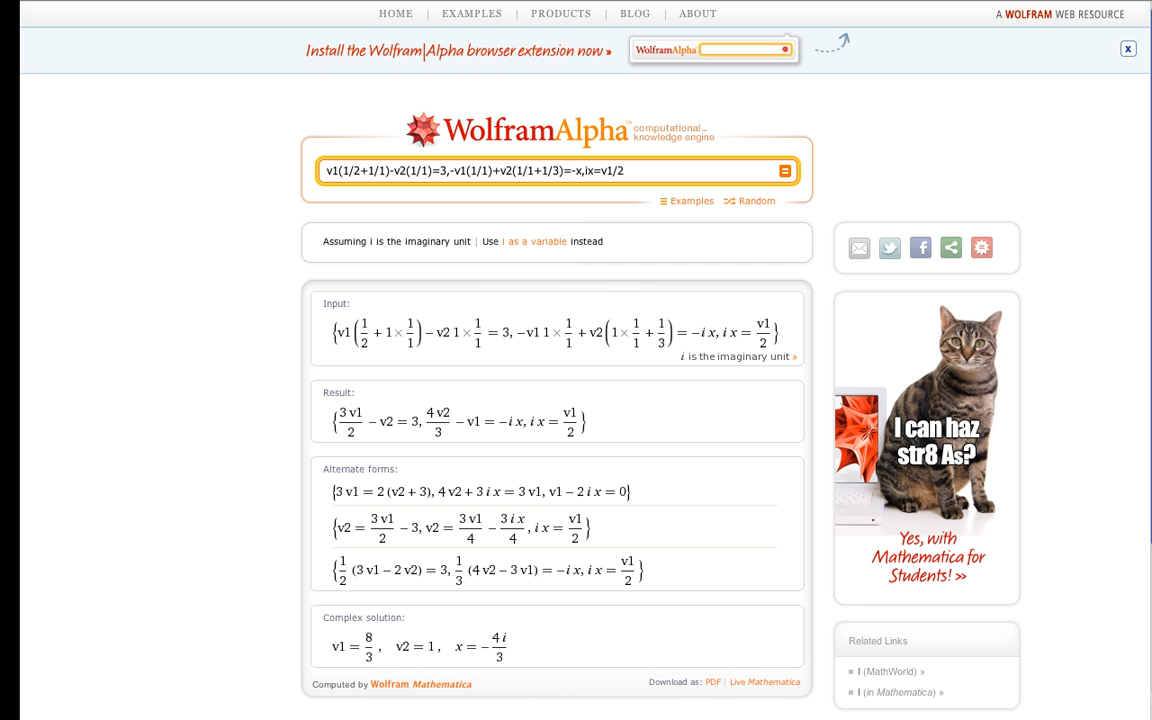 HOME | EXAMPLES | PRODUCTS | BLOG | ABOUT
A WOLFRAM WEB RESOURCE
Install the Wolfram|Alpha browser extension now »
WolframAlpha
x
WolframAlpha™ computational... knowledge engine
v1(1/2+1/1)-v2(1/1)=3,-v1(1/1)+v2(1/1+1/3)=-x,ix=v1/2
=
Examples Random
Assuming i is the imaginary unit | Use i as a variable instead
Input:
{v1 (1/2 + 1×1/1) − v2 1×1/1 = 3, −v1 1×1/1 + v2 (1×1/1 + 1/3) = −i x, i x = v1/2}
i is the imaginary unit »
Result:
{3 v1/2 − v2 = 3, 4 v2/3 − v1 = −i x, i x = v1/2}
Alternate forms:
{3 v1 = 2 (v2 + 3), 4 v2 + 3 i x = 3 v1, v1 − 2 i x = 0}
{v2 = 3 v1/2 − 3, v2 = 3 v1/4 − 3 i x/4, i x = v1/2}
{1/2 (3 v1 − 2 v2) = 3, 1/3 (4 v2 − 3 v1) = −i x, i x = v1/2}
Complex solution:
v1 = 8/3, v2 = 1, x = −4 i/3
Computed by Wolfram Mathematica
Download as: PDF | Live Mathematica
f
I can haz
str8 As?
Yes, with
Mathematica for
Students! >>
Related Links
I (MathWorld) »
I (in Mathematica) »